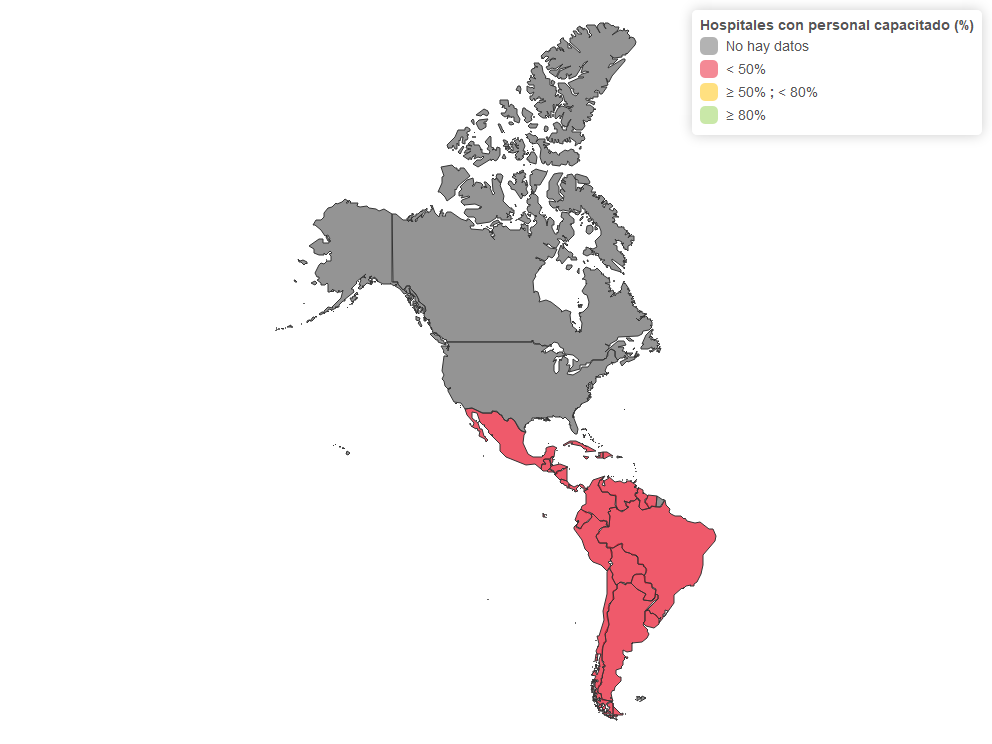 Hospitales con personal capacitado (%)
No hay datos
< 50%
≥ 50% ; < 80%
≥ 80%